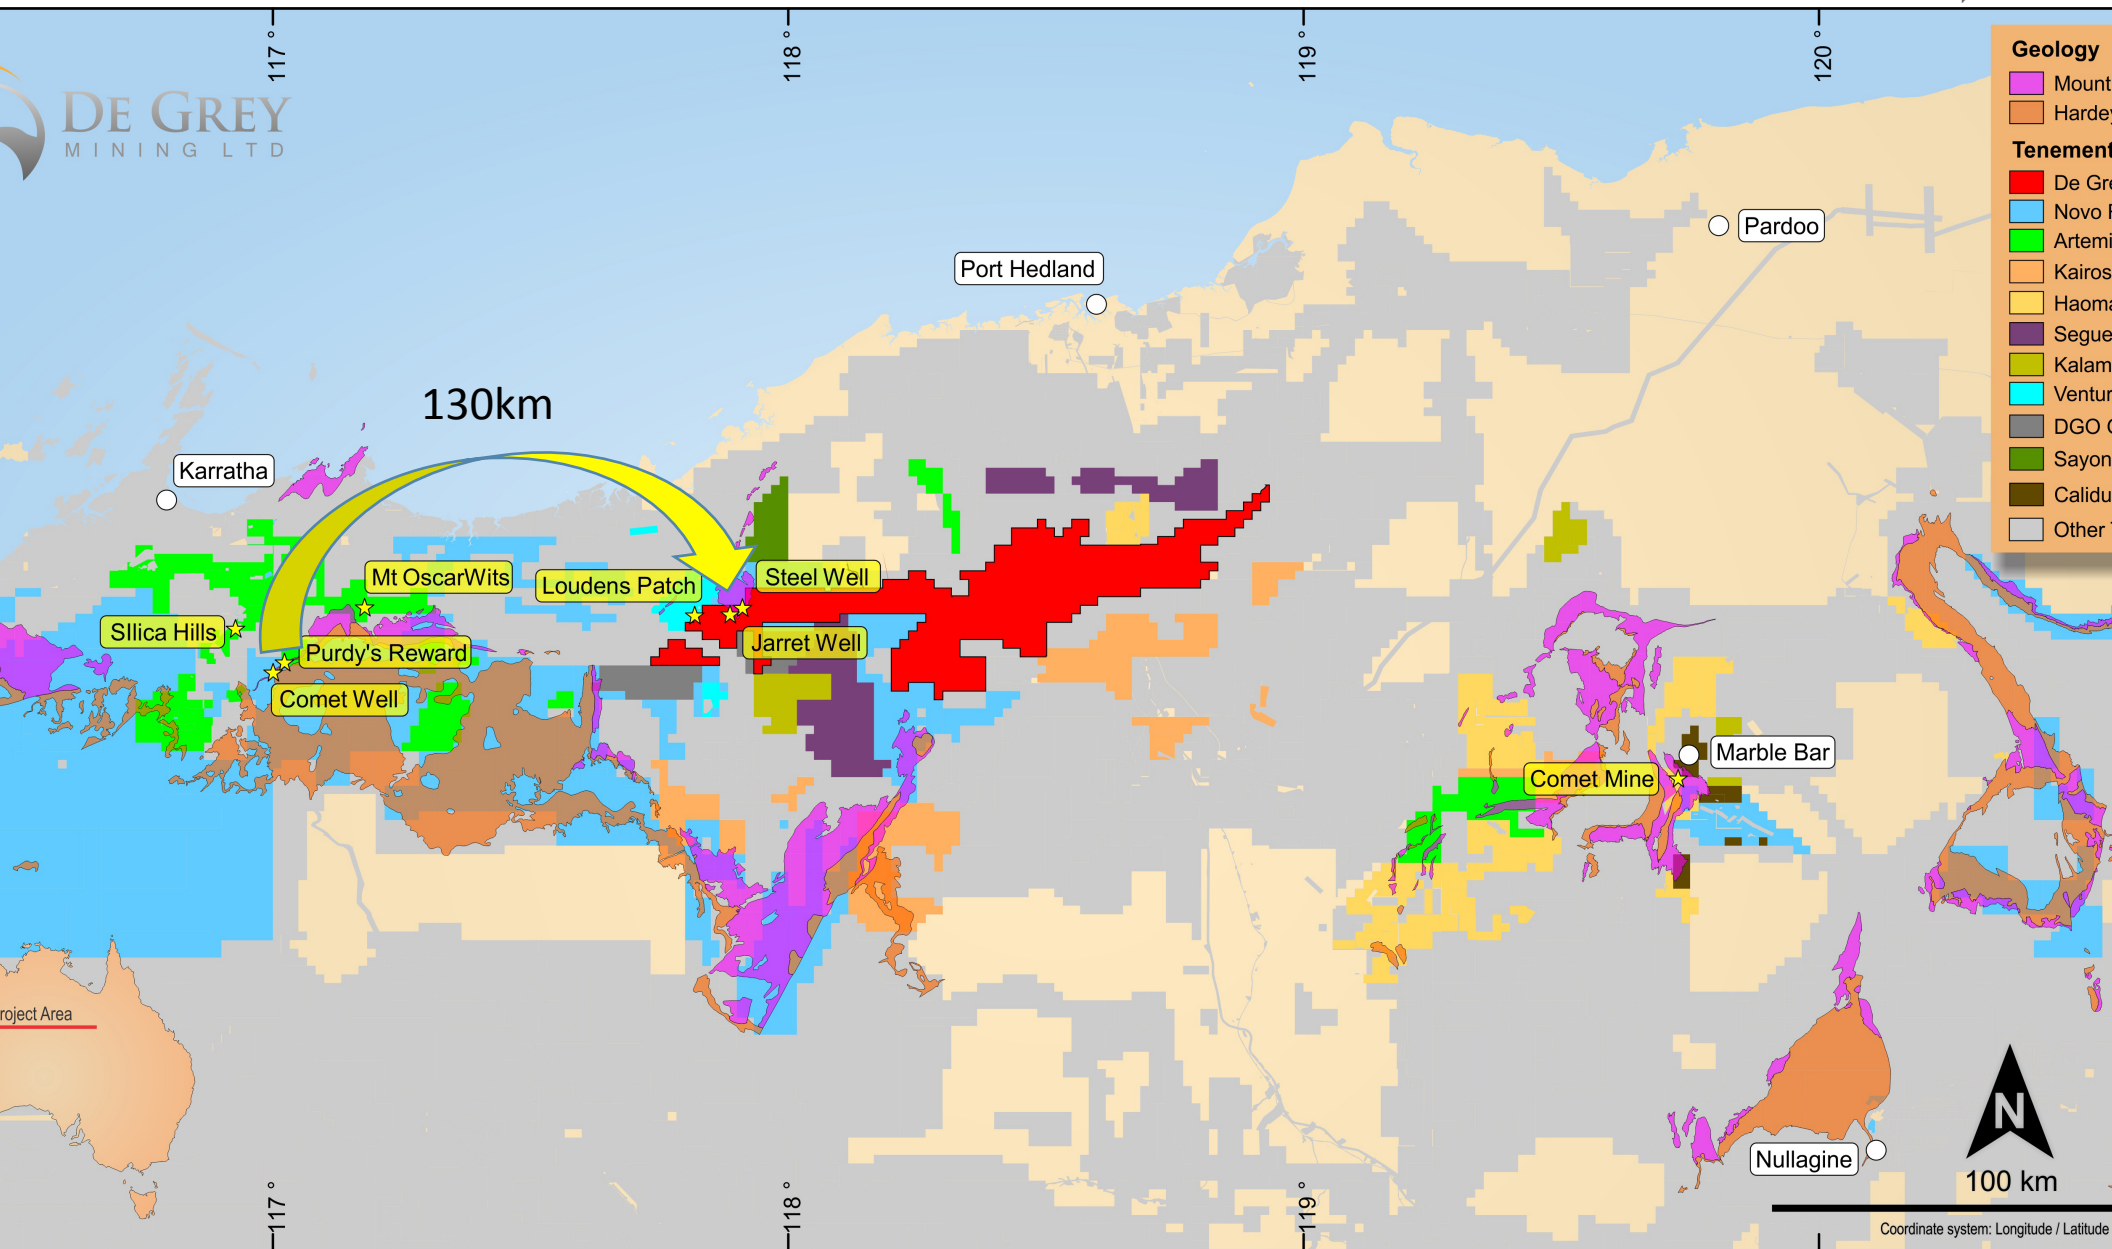 117 °
118 °
119 °
120 °
DE GREY
MINING LTD
Geology
Mount
Hardey
Tenement
De Gre
Novo
Artemi
Kairos
Haoma
Segue
Kalam
Ventur
DGO
Sayon
Calidu
Other
Pardoo
Port Hedland
130km
Karratha
Mt OscarWits
Loudens Patch
Steel Well
SIlica Hills
Purdy's Reward
Jarret Well
Comet Well
Marble Bar
Comet Mine
roject Area
Nullagine
N
100 km
117 °
118 °
119 °
Coordinate system: Longitude / Latitude